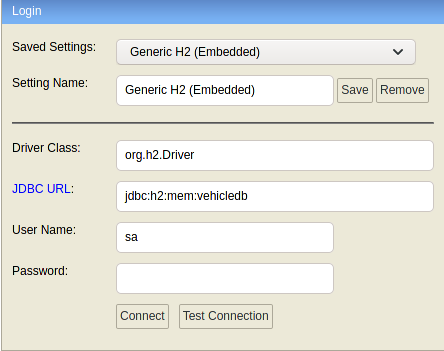 Login
Saved Settings: Generic H2 (Embedded)
Setting Name: Generic H2 (Embedded) Save Remove
Driver Class: org.h2.Driver
JDBC URL: jdbc:h2:mem:vehicledb
User Name: sa
Password:
Connect Test Connection